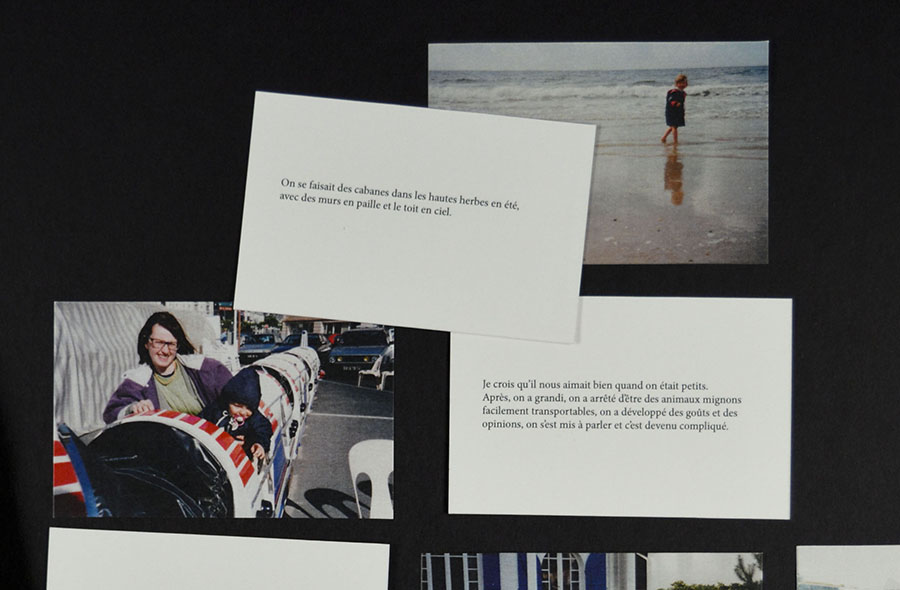 On se faisait des cabanes dans les hautes herbes en été,
avec des murs en paille et le toit en ciel.
Je crois qu'il nous aimait bien quand on était petits.
Après, on a grandi, on a arrêté d'être des animaux mignons
facilement transportables, on a développé des goûts et des
opinions, on s'est mis à parler et c'est devenu compliqué.